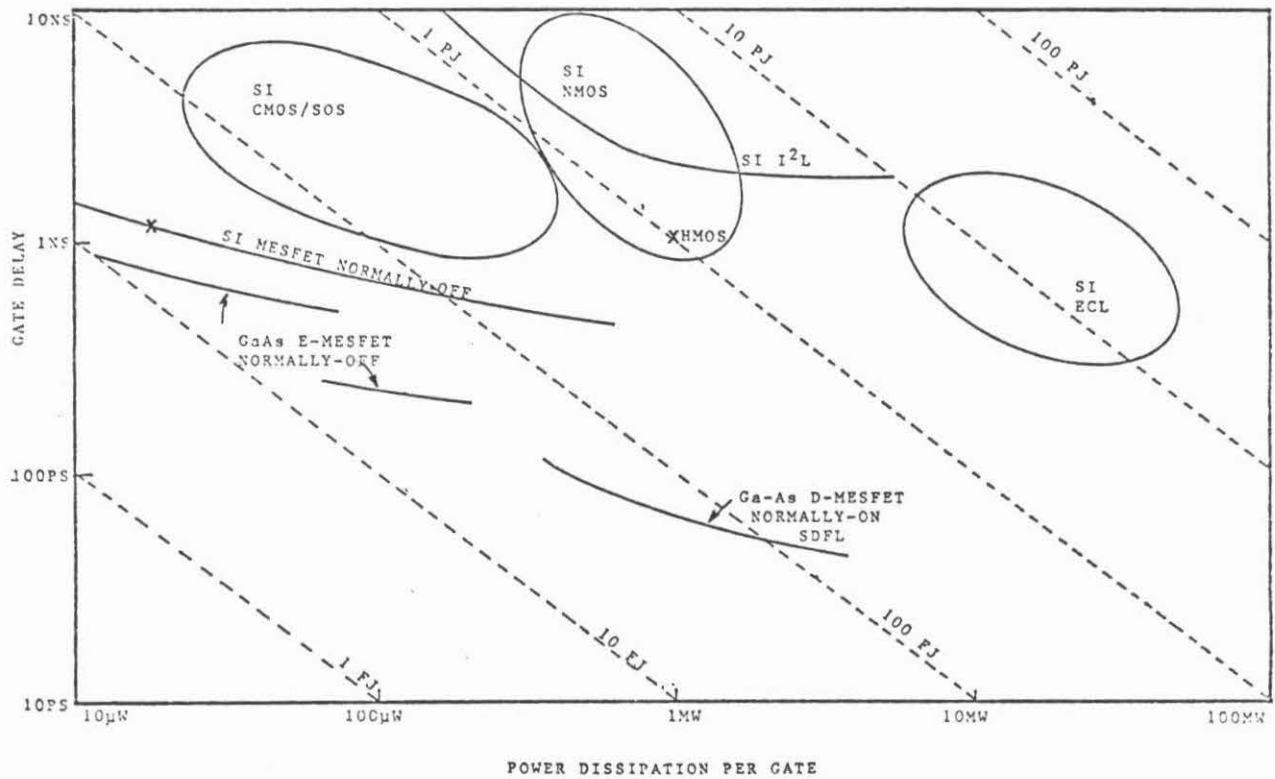 10NS
1NS
100PS
10PS
GATE DELAY
1 PJ
10 PJ
100 PJ
SI
CMOS/SOS
SI
NMOS
SI I²L
XHMOS
SI
ECL
X
SI MESFET NORMALLY-OFF
GaAs E-MESFET
NORMALLY-OFF
Ga-As D-MESFET
NORMALLY-ON
SDFL
1 FJ
10 FJ
100 FJ
10µW
100µW
1MW
10MW
100MW
POWER DISSIPATION PER GATE